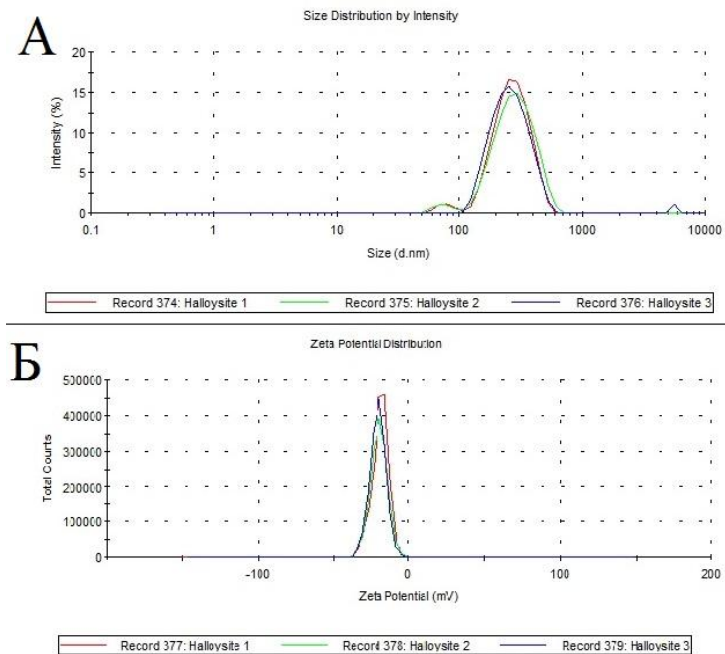 А
Size Distribution by Intensity
Intensity (%)
20
15
10
5
0
0.1 1 10 100 1000 10000
Size (d.nm)
Record 374: Halloysite 1 Record 375: Halloysite 2 Record 376: Halloysite 3
Б
Zeta Potential Distribution
Total Counts
500000
400000
300000
200000
100000
0
-100 0 100 200
Zeta Potential (mV)
Record 377: Halloysite 1 Record 378: Halloysite 2 Record 379: Halloysite 3